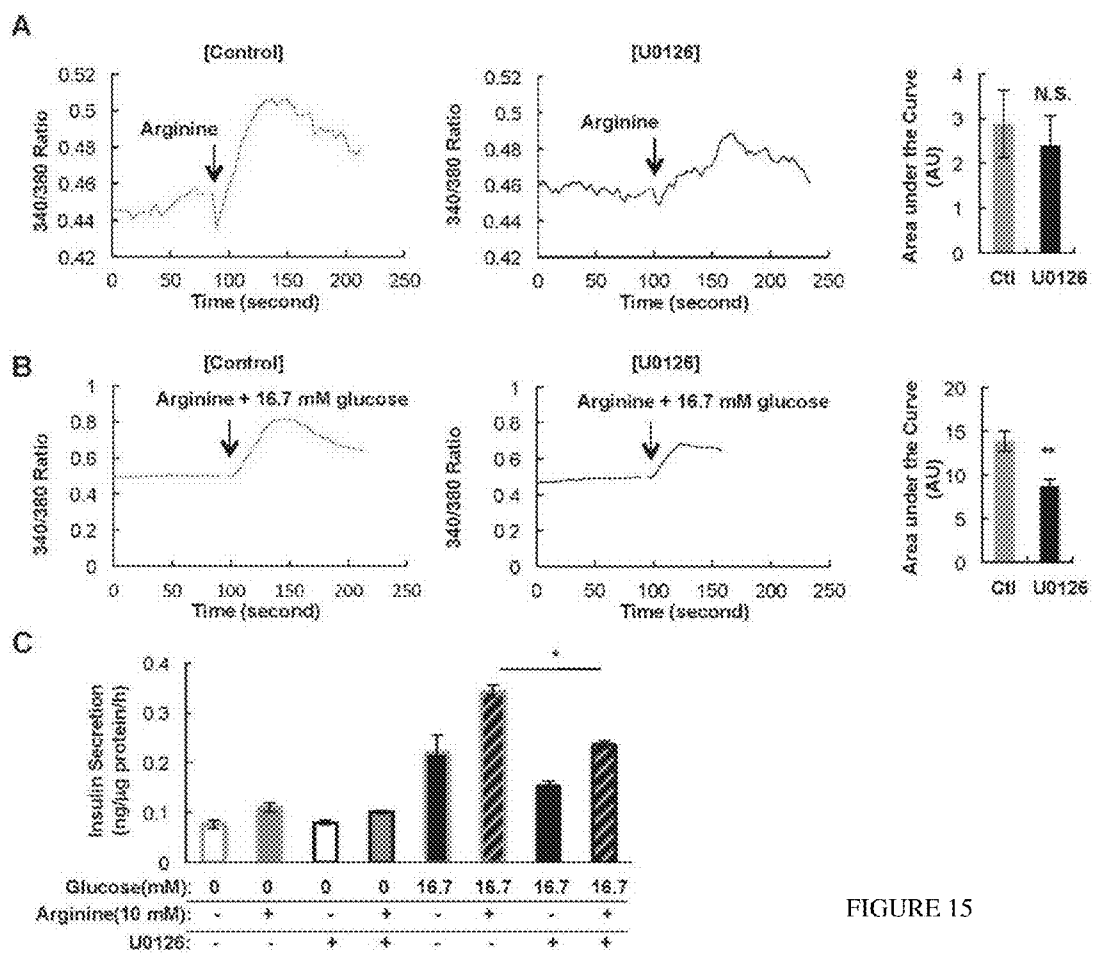 A
[Control]
340/380 Ratio
0.52
0.5
0.48
0.46
0.44
0.42
Arginine
0 50 100 150 200 250
Time (second)
[U0126]
340/380 Ratio
0.52
0.5
0.48
0.46
0.44
0.42
Arginine
0 50 100 150 200 250
Time (second)
Area under the Curve
(AU)
4
3
2
1
0
N.S.
Ctl U0126
B
[Control]
340/380 Ratio
1
0.8
0.6
0.4
0.2
0
Arginine + 16.7 mM glucose
0 50 100 150 200 250
Time (second)
[U0126]
340/380 Ratio
1
0.8
0.6
0.4
0 2
0
Arginine + 16.7 mM glucose
0 50 100 150 200 250
Time (second)
Area under the Curve
(AU)
20
15
10
5
0
**
Ctl U0126
C
Insulin Secretion
(ng/µg protein/h)
0.4
0.3
0.2
0.1
0
*
Glucose(mM): 0 0 0 0 16.7 16.7 16.7 16.7
Arginine(10 mM): - + - + - + - +
U0126: - - + + - - + +
FIGURE 15